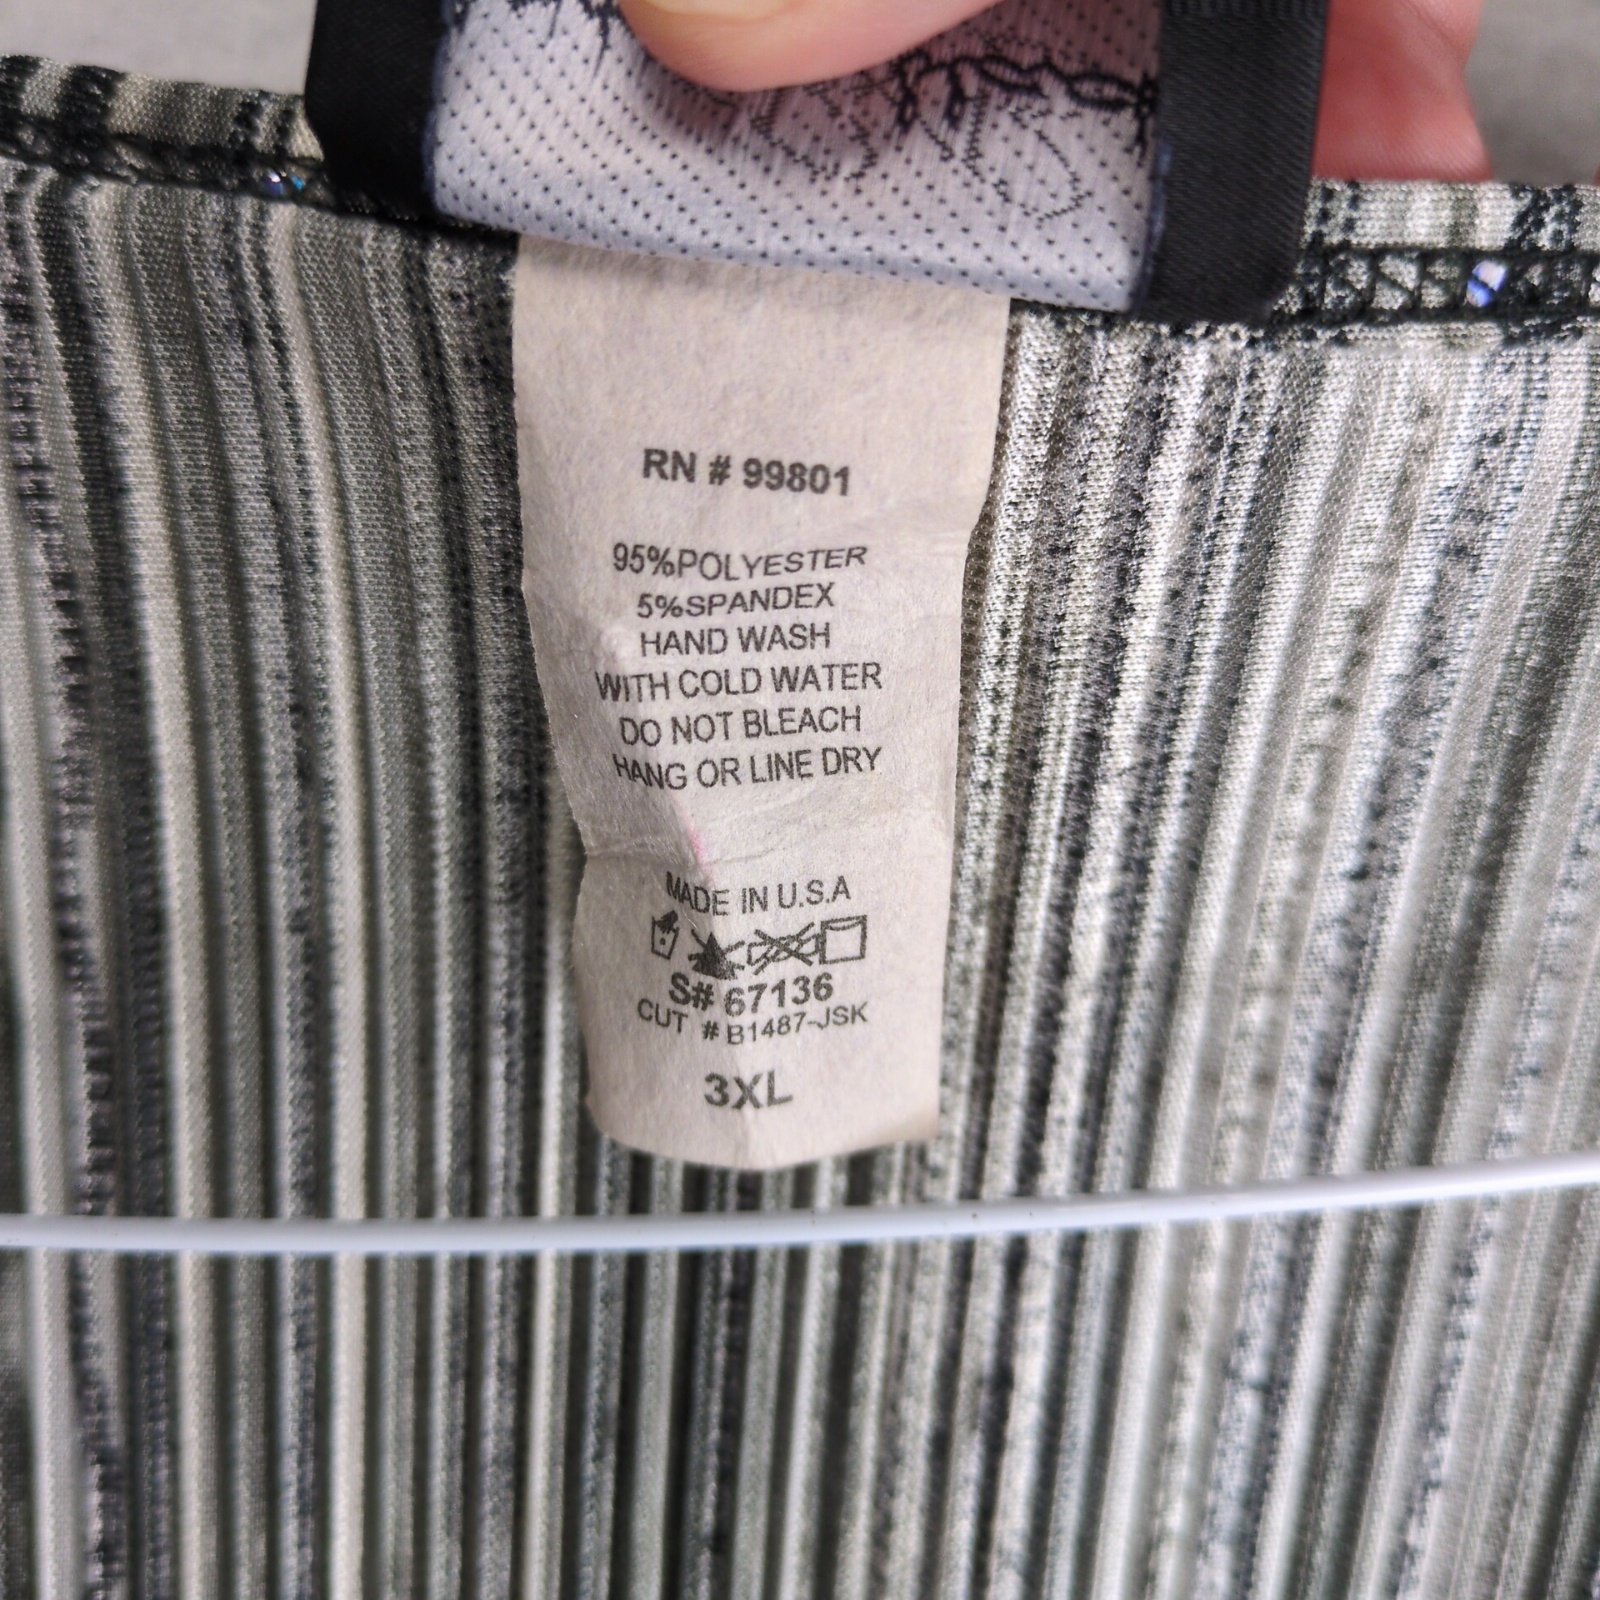 RN # 99801
95%POLYESTER
5%SPANDEX
HAND WASH
WITH COLD WATER
DO NOT BLEACH
HANG OR LINE DRY
MADE IN U.S.A
S# 67136
CUT # B1487-JSK
3XL